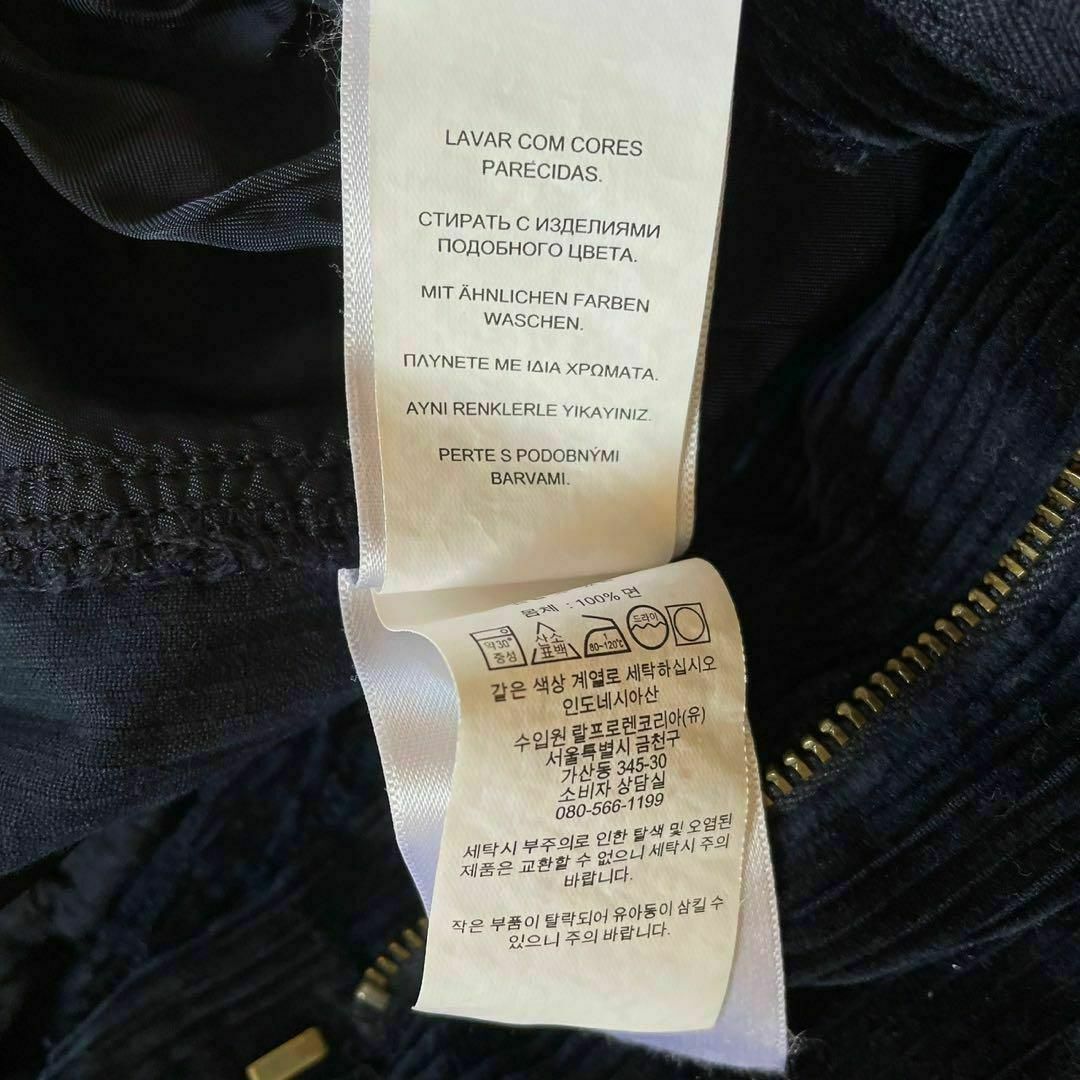 LAVAR COM CORES
PARECIDAS.
СТИРАТЬ С ИЗДЕЛИЯМИ
ПОДОБНОГО ЦВЕТА.
MIT ÄHNLICHEN FARBEN
WASCHEN.
ΠΛΥΝΕΤΕ ΜΕ ΙΔΙΑ ΧΡΩΜΑΤΑ.
AYNI RENKLERLE YIKAYINIZ.
PERTE S PODOBNÝMI
BARVAMI.
몸체 : 100% 면
약30°
중성
산소
표백
1
80~120℃
드라이
같은 색상 계열로 세탁하십시오
인도네시아산
수입원 랄프로렌코리아(유)
서울특별시 금천구
가산동 345-30
소비자 상담실
080-566-1199
세탁시 부주의로 인한 탈색 및 오염된
제품은 교환할 수 없으니 세탁시 주의
바랍니다.
작은 부품이 탈락되어 유아동이 삼킬 수
있으니 주의 바랍니다.